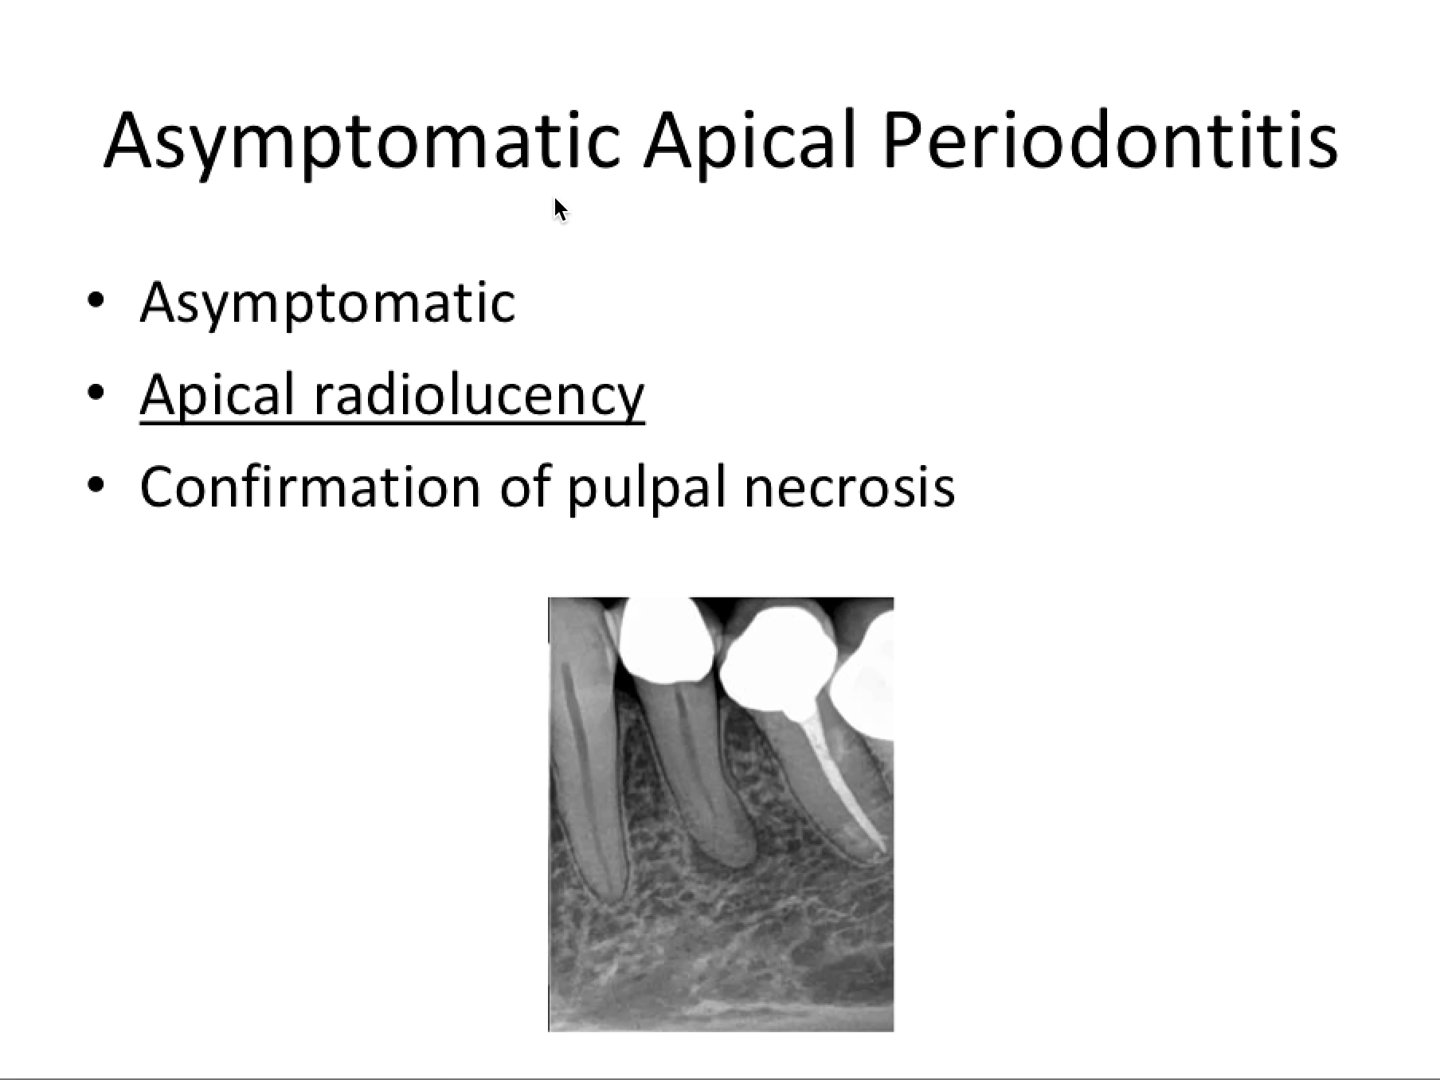 Asymptomatic Apical Periodontitis
• Asymptomatic
• Apical radiolucency
• Confirmation of pulpal necrosis